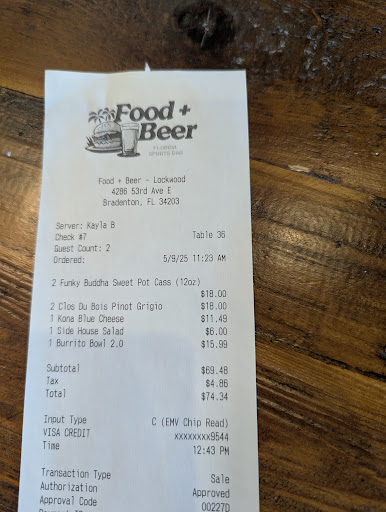 Food +
Beer
FLORIDA
SPORTS BAR
Food + Beer - Lockwood
4286 53rd Ave E
Bradenton, FL 34203
Server: Kayla B
Check #7 Table 36
Guest Count: 2
Ordered: 5/9/25 11:23 AM
2 Funky Buddha Sweet Pot Cass (12oz)
$18.00
2 Clos Du Bois Pinot Grigio $18.00
1 Kona Blue Cheese $11.49
1 Side House Salad $6.00
1 Burrito Bowl 2.0 $15.99
Subtotal $69.48
Tax $4.86
Total $74.34
Input Type C (EMV Chip Read)
VISA CREDIT xxxxxxxx9544
Time 12:43 PM
Transaction Type Sale
Authorization Approved
Approval Code 00227D